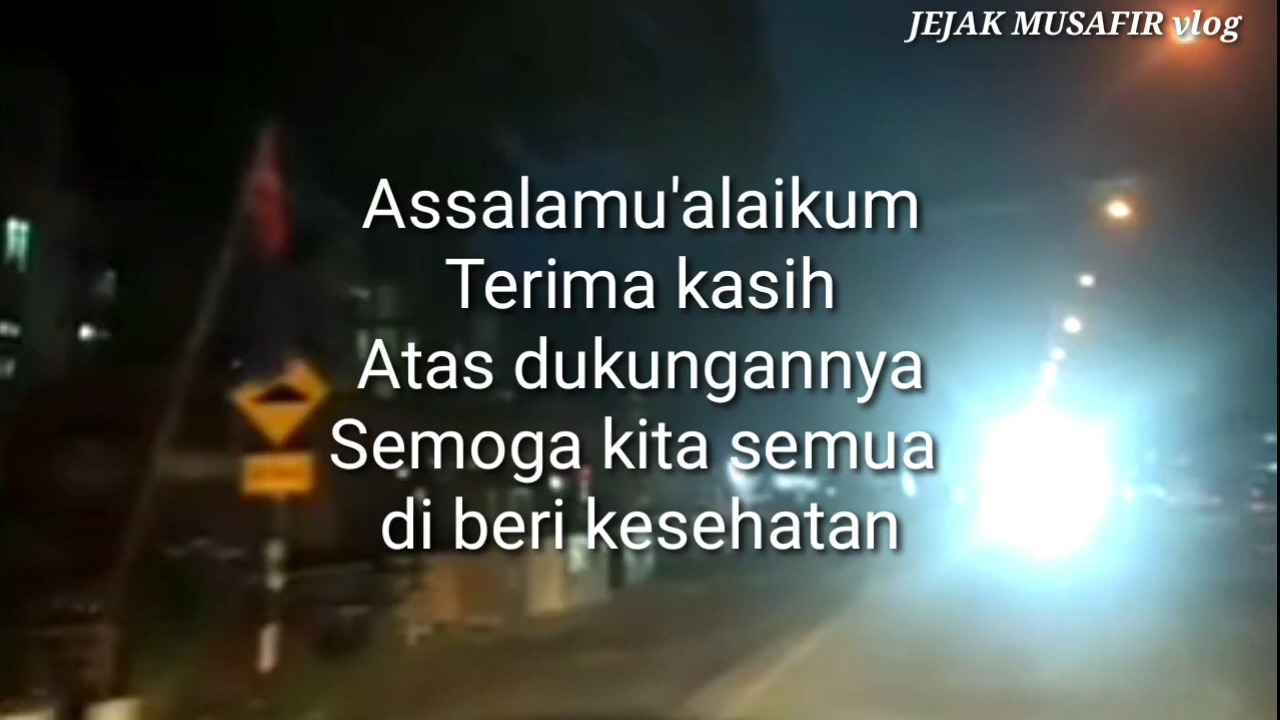 JEJAK MUSAFIR vlog
Assalamu'alaikum
Terima kasih
Atas dukungannya
Semoga kita semua
di beri kesehatan